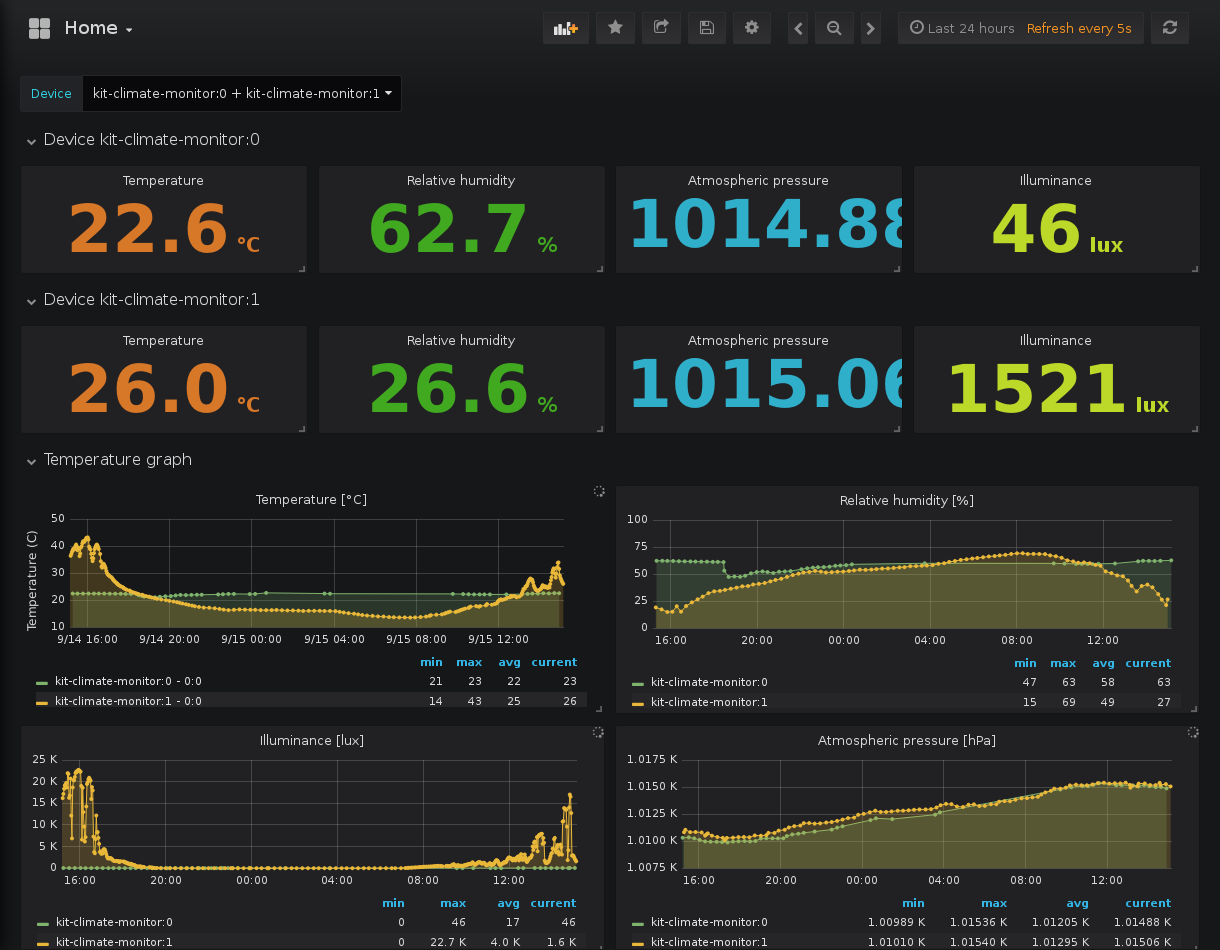 Home
Last 24 hours Refresh every 5s
Device kit-climate-monitor:0 + kit-climate-monitor:1
Device kit-climate-monitor:0
Temperature Relative humidity Atmospheric pressure Illuminance
22.6 °C 62.7 % 1014.88 46 lux
Device kit-climate-monitor:1
Temperature Relative humidity Atmospheric pressure Illuminance
26.0 °C 26.6 % 1015.06 1521 lux
Temperature graph
Temperature [°C]
Temperature (C)
50
40
30
20
10
9/14 16:00 9/14 20:00 9/15 00:00 9/15 04:00 9/15 08:00 9/15 12:00
min max avg current
kit-climate-monitor:0 - 0:0 21 23 22 23
kit-climate-monitor:1 - 0:0 14 43 25 26
Relative humidity [%]
100
75
50
25
0
16:00 20:00 00:00 04:00 08:00 12:00
min max avg current
kit-climate-monitor:0 47 63 58 63
kit-climate-monitor:1 15 69 49 27
Illuminance [lux]
25 K
20 K
15 K
10 K
5 K
0
16:00 20:00 00:00 04:00 08:00 12:00
min max avg current
kit-climate-monitor:0 0 46 17 46
kit-climate-monitor:1 0 22.7 K 4.0 K 1.6 K
Atmospheric pressure [hPa]
1.0175 K
1.0150 K
1.0125 K
1.0100 K
1.0075 K
16:00 20:00 00:00 04:00 08:00 12:00
min max avg current
kit-climate-monitor:0 1.00989 K 1.01536 K 1.01205 K 1.01488 K
kit-climate-monitor:1 1.01010 K 1.01540 K 1.01295 K 1.01506 K